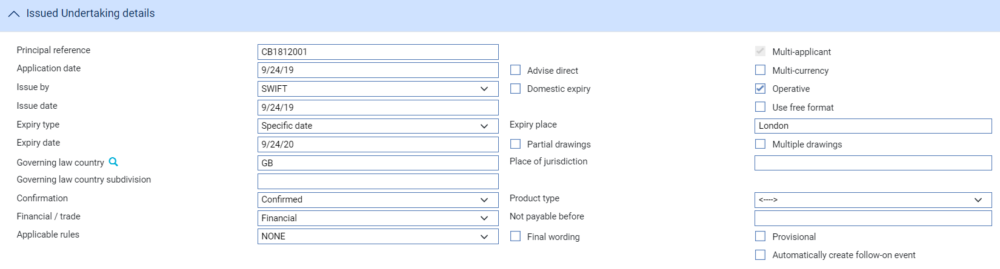 Issued Undertaking details
Principal reference CB1812001 Multi-applicant
Application date 9/24/19 Advise direct Multi-currency
Issue by SWIFT Domestic expiry Operative
Issue date 9/24/19 Use free format
Expiry type Specific date Expiry place London
Expiry date 9/24/20 Partial drawings Multiple drawings
Governing law country GB Place of jurisdiction
Governing law country subdivision
Confirmation Confirmed Product type <---->
Financial / trade Financial Not payable before
Applicable rules NONE Final wording Provisional
Automatically create follow-on event